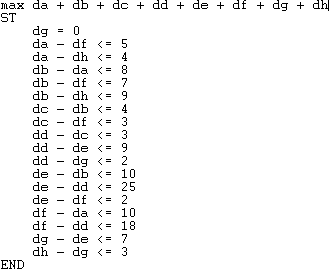 max da + db + dc + dd + de + df + dg + dh
ST
dg = 0
da - df <= 5
da - dh <= 4
db - da <= 8
db - df <= 7
db - dh <= 9
dc - db <= 4
dc - df <= 3
dd - dc <= 3
dd - de <= 9
dd - dg <= 2
de - db <= 10
de - dd <= 25
de - df <= 2
df - da <= 10
df - dd <= 18
dg - de <= 7
dh - dg <= 3
END